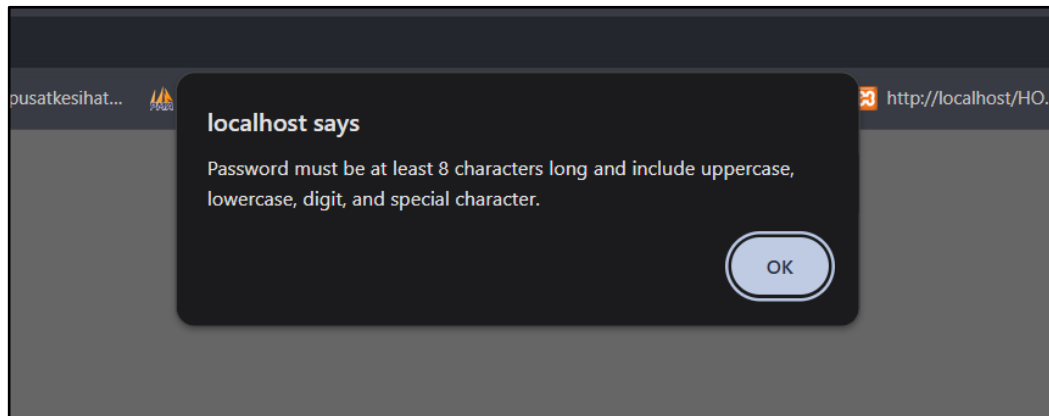 pusatkesihat...
PMA
http://localhost/HO.
localhost says
Password must be at least 8 characters long and include uppercase,
lowercase, digit, and special character.
OK